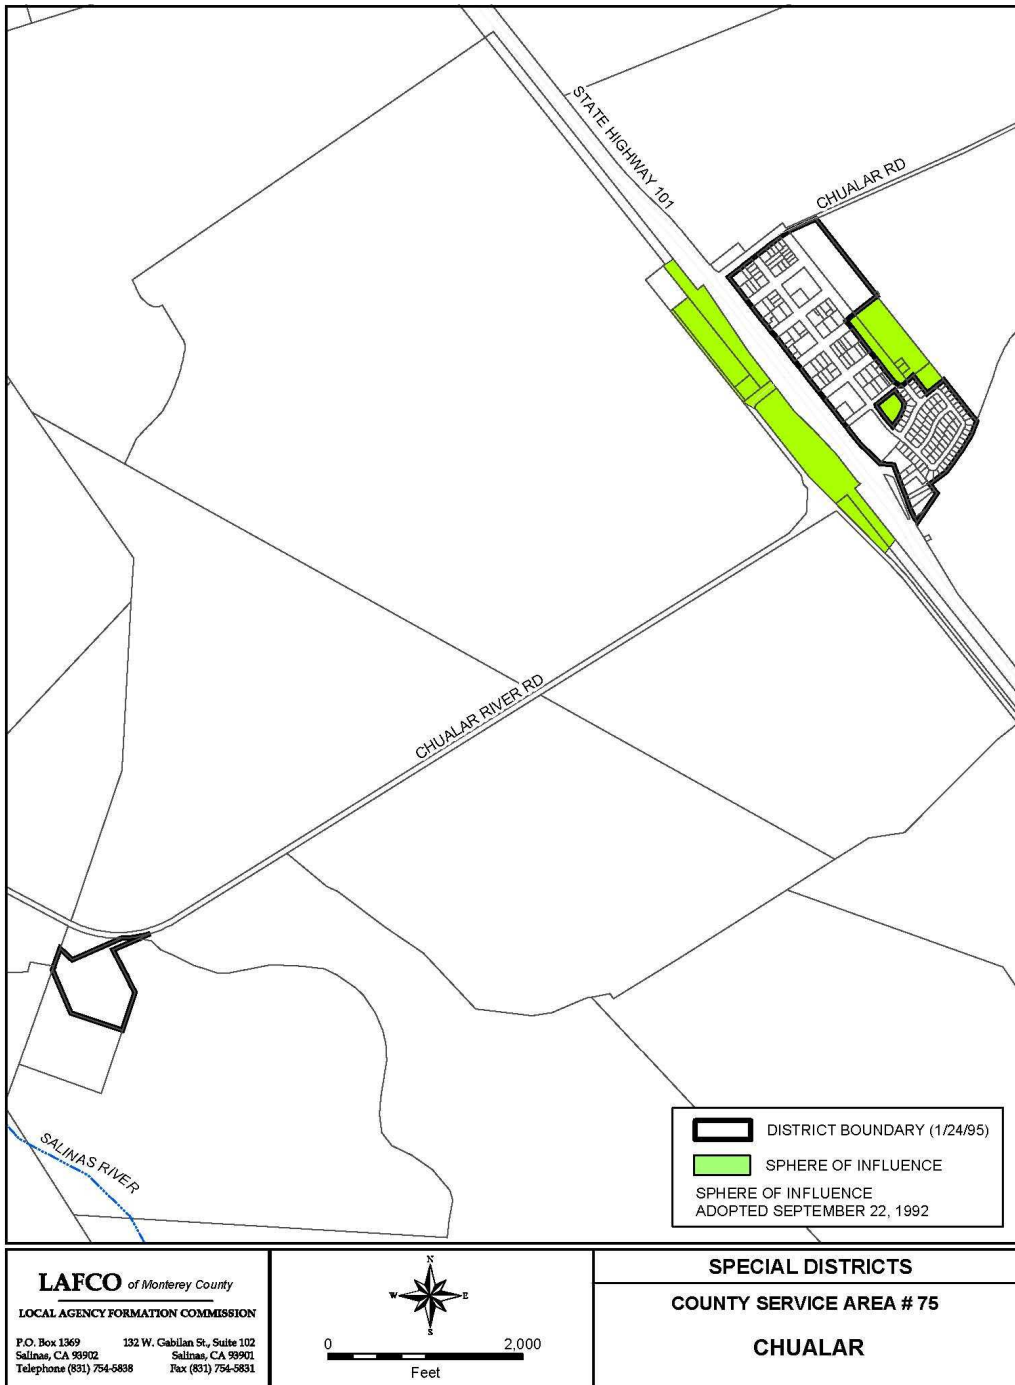 STATE HIGHWAY 101
CHUALAR RD
CHUALAR RIVER RD
SALINAS RIVER
DISTRICT BOUNDARY (1/24/95)
SPHERE OF INFLUENCE
SPHERE OF INFLUENCE
ADOPTED SEPTEMBER 22, 1992
LAFCO of Monterey County
LOCAL AGENCY FORMATION COMMISSION
P.O. Box 1369 132 W. Gabilan St., Suite 102
Salinas, CA 93902 Salinas, CA 93901
Telephone (831) 754-5838 Fax (831) 754-5831
N
W E
S
0 2,000
Feet
SPECIAL DISTRICTS
COUNTY SERVICE AREA # 75
CHUALAR